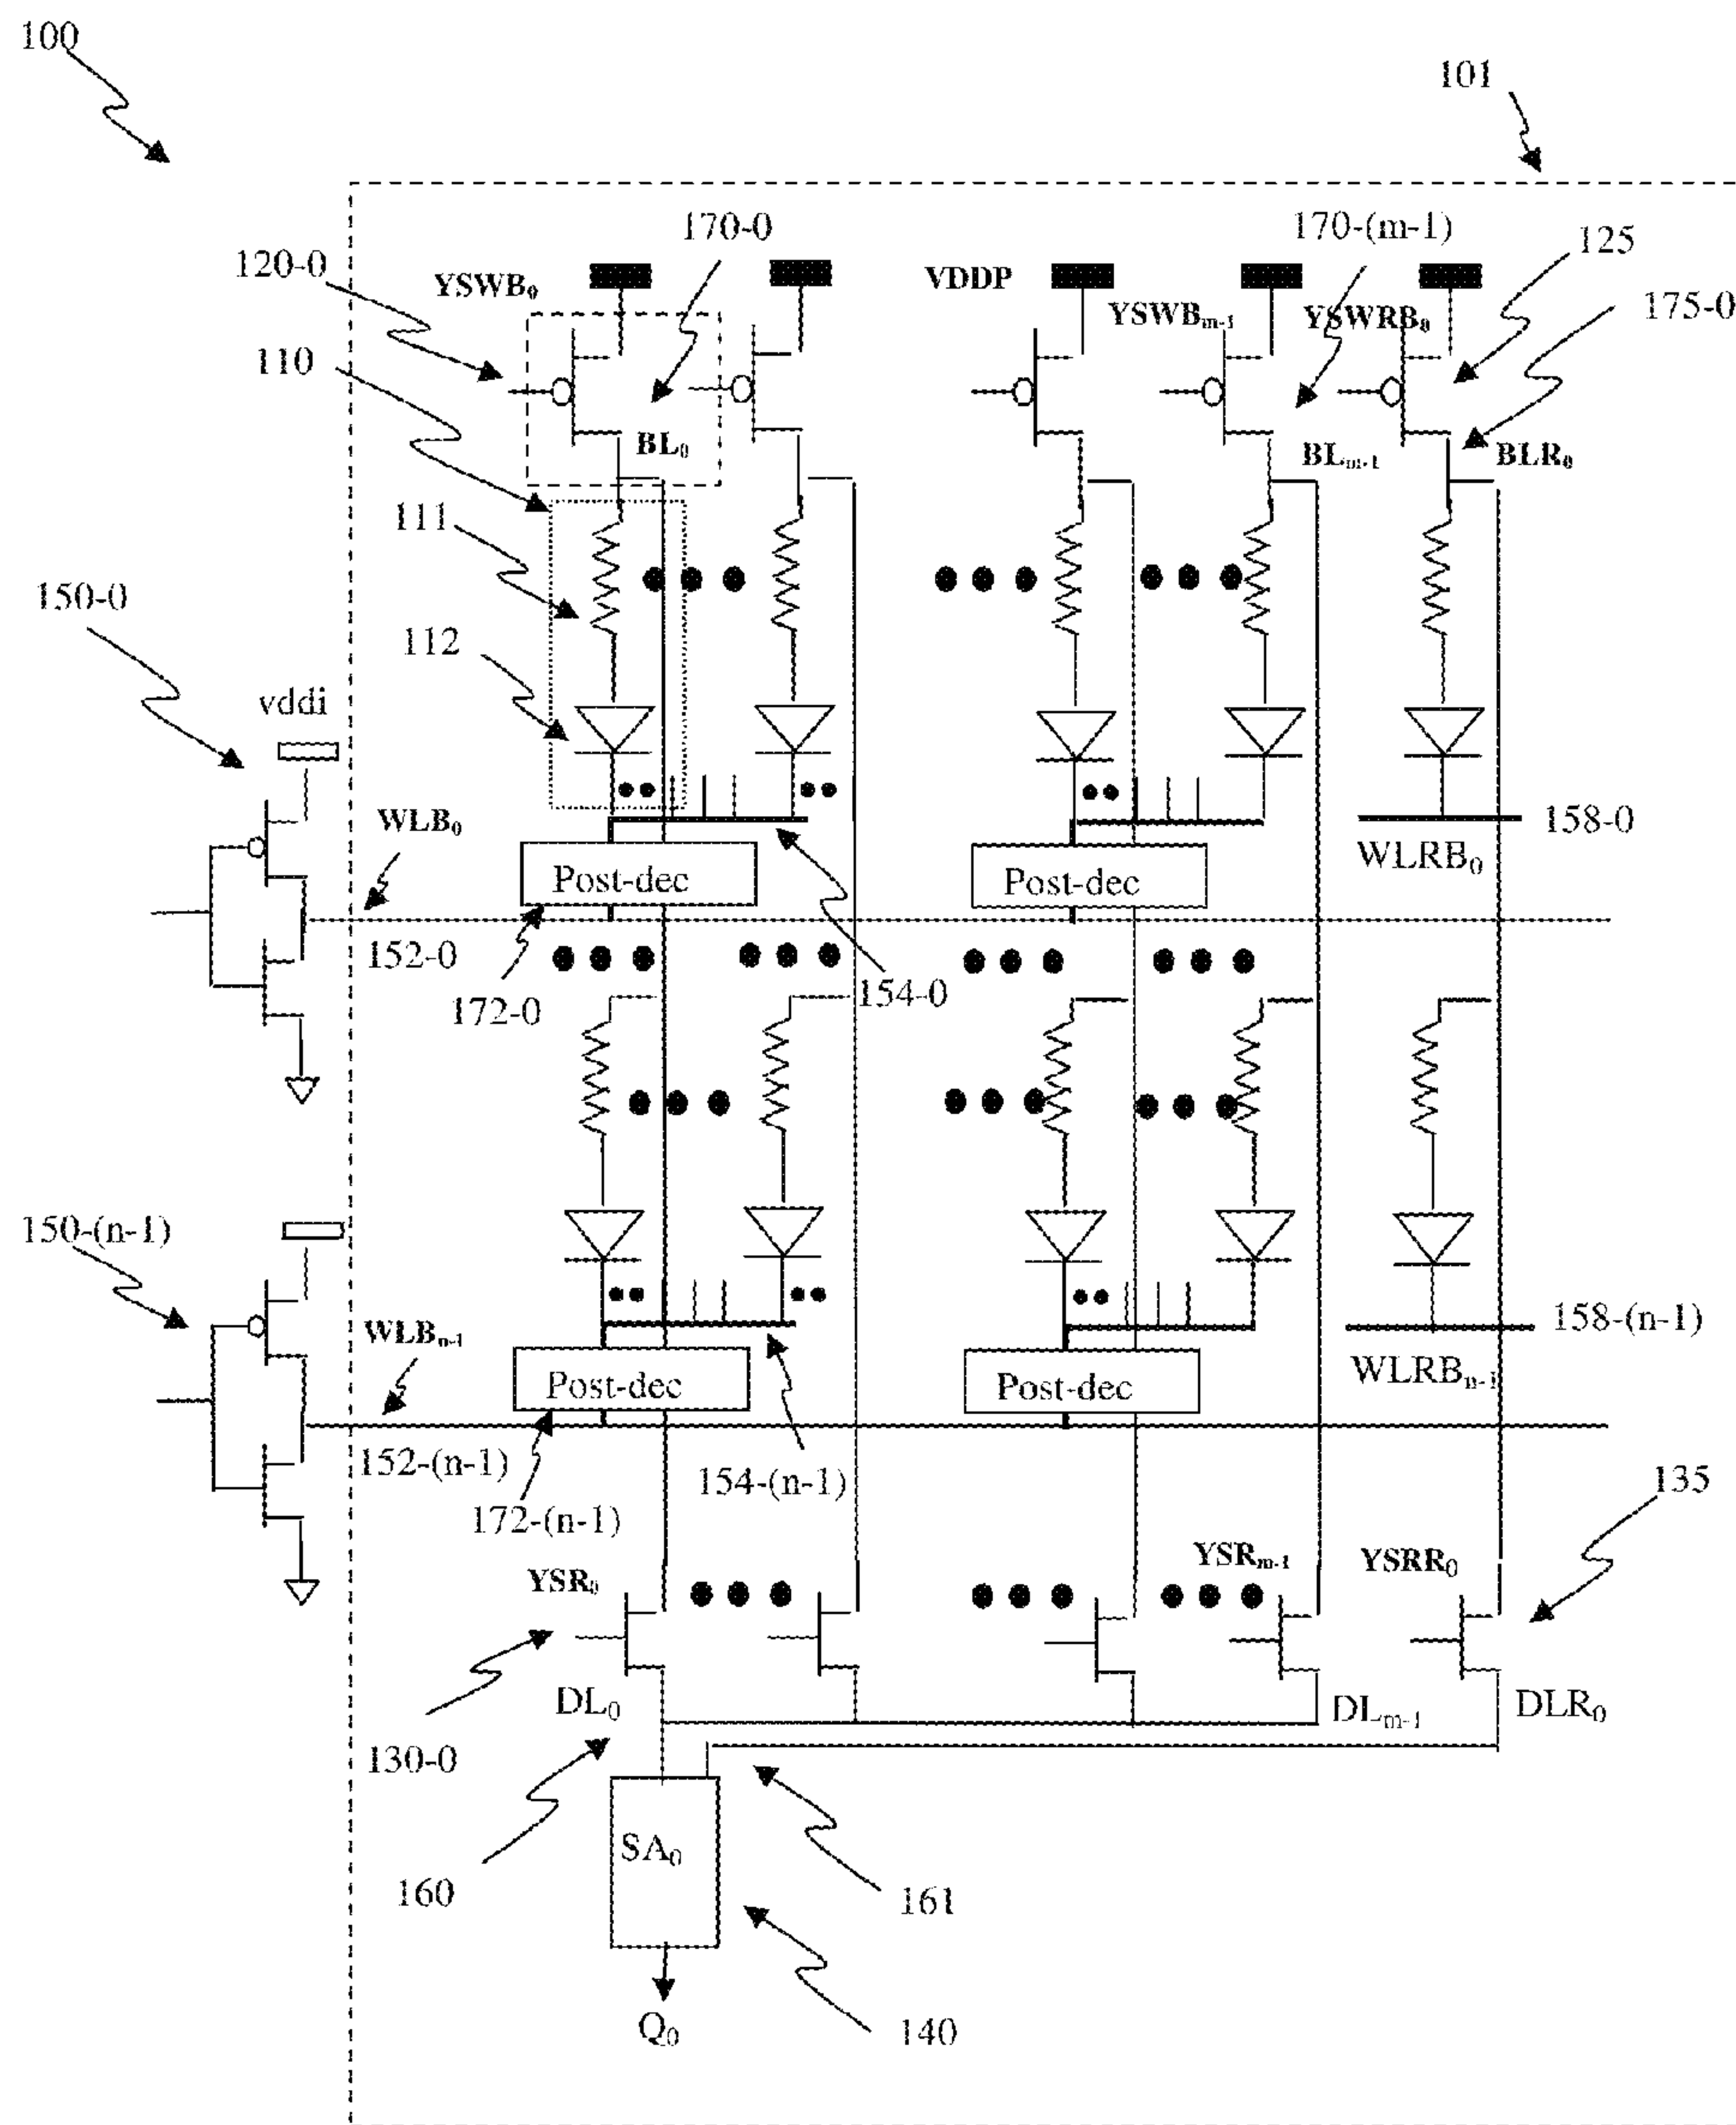 100
101
170-0
170-(m-1)
125
120-0
YSWB₀
VDDP
YSWBₘ₋₁
YSWRB₀
175-0
110
BL₀
BLₘ₋₁
BLR₀
111
150-0
112
vddi
WLB₀
158-0
Post-dec
Post-dec
WLRB₀
152-0
172-0
154-0
150-(n-1)
WLBₙ₋₁
158-(n-1)
WLRBₙ₋₁
Post-dec
Post-dec
152-(n-1)
154-(n-1)
135
172-(n-1)
YSR₀
YSRₘ₋₁
YSRR₀
DL₀
DLₘ₋₁
DLR₀
130-0
SA₀
160
161
Q₀
140